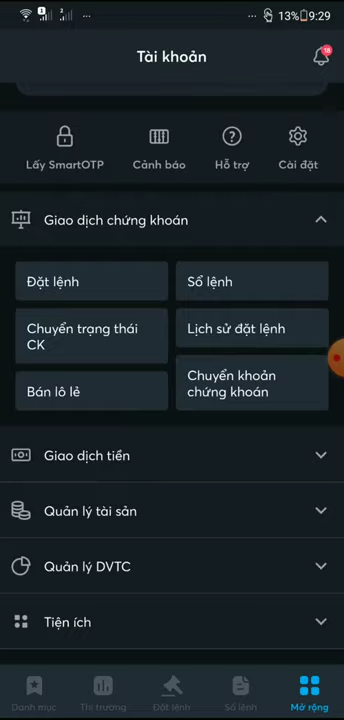 1
2
13%
9:29
Tài khoản
18
Lấy SmartOTP
Cảnh báo
Hỗ trợ
Cài đặt
Giao dịch chứng khoán
Đặt lệnh
Sổ lệnh
Chuyển trạng thái
CK
Lịch sử đặt lệnh
Bán lô lẻ
Chuyển khoản
chứng khoán
Giao dịch tiền
Quản lý tài sản
Quản lý DVTC
Tiện ích
Danh mục
Thị trường
Đặt lệnh
Sổ lệnh
Mở rộng